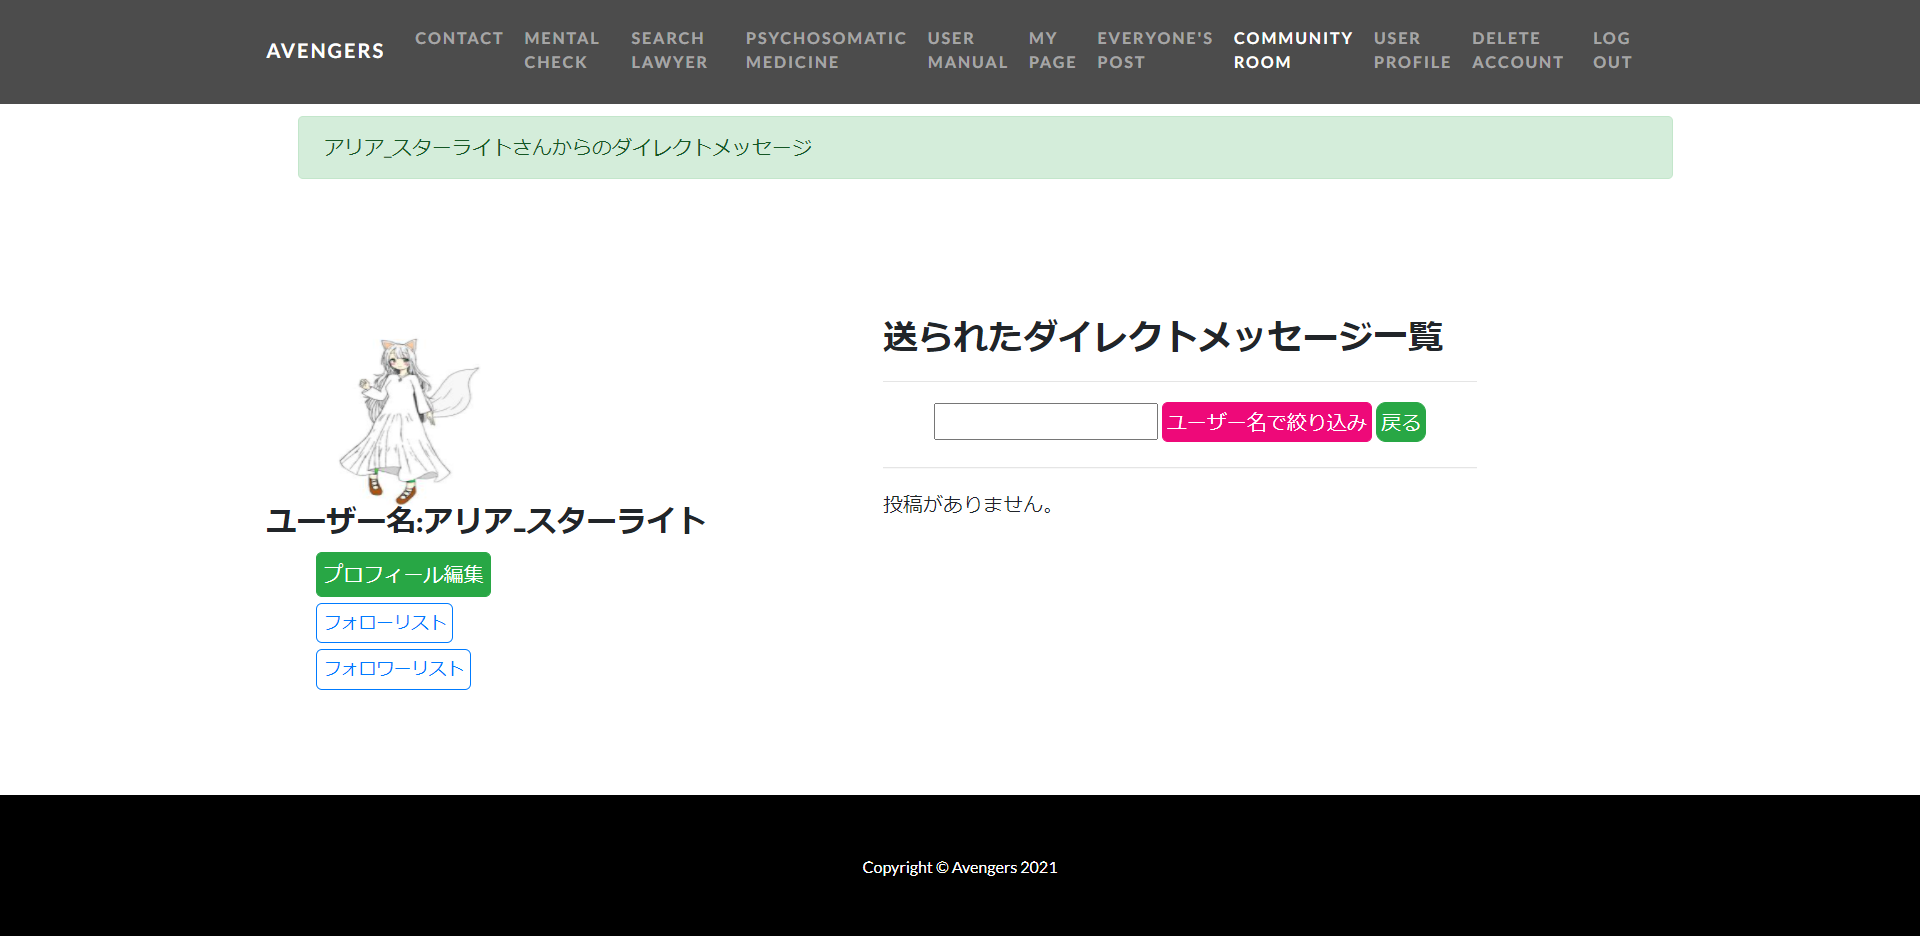 AVENGERS
CONTACT
MENTAL
CHECK
SEARCH
LAWYER
PSYCHOSOMATIC
MEDICINE
USER
MANUAL
MY
PAGE
EVERYONE'S
POST
COMMUNITY
ROOM
USER
PROFILE
DELETE
ACCOUNT
LOG
OUT
アリア_スターライトさんからのダイレクトメッセージ
ユーザー名:アリア_スターライト
プロフィール編集
フォローリスト
フォロワーリスト
送られたダイレクトメッセージ一覧
ユーザー名で絞り込み
戻る
投稿がありません。
Copyright © Avengers 2021